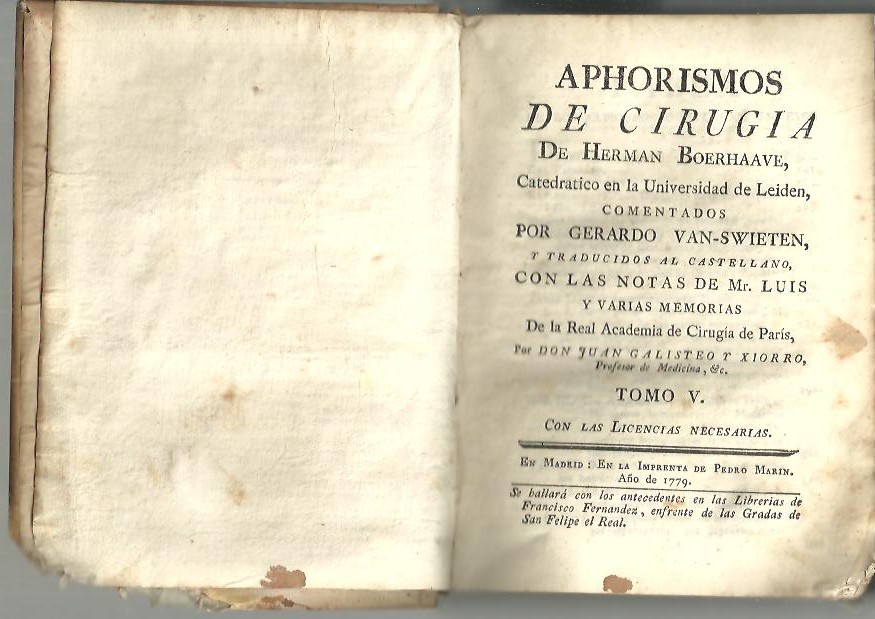 APHORISMOS
DE CIRUGIA
DE HERMAN BOERHAAVE,
Catedratico en la Universidad de Leiden,
COMENTADOS
POR GERARDO VAN-SWIETEN,
Y TRADUCIDOS AL CASTELLANO,
CON LAS NOTAS DE Mr. LUIS
Y VARIAS MEMORIAS
De la Real Academia de Cirugía de París,
Por DON JUAN GALISTEO Y XIORRO,
Profesor de Medicina, &c.
TOMO V.
CON LAS LICENCIAS NECESARIAS.
EN MADRID: EN LA IMPRENTA DE PEDRO MARIN.
Año de 1779.
Se hallará con los antecedentes en las Librerias de
Francisco Fernandez, enfrente de las Gradas de
San Felipe el Real.